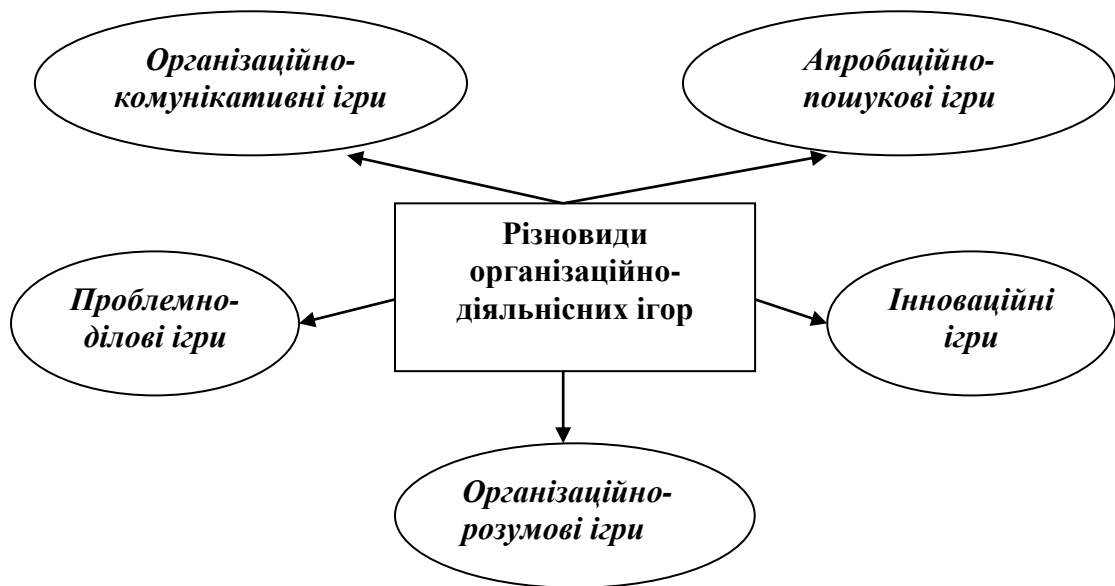 Організаційно-
комунікативні ігри
Апробаційно-
пошукові ігри
Різновиди
організаційно-
діяльнісних ігор
Проблемно-
ділові ігри
Інноваційні
ігри
Організаційно-
розумові ігри